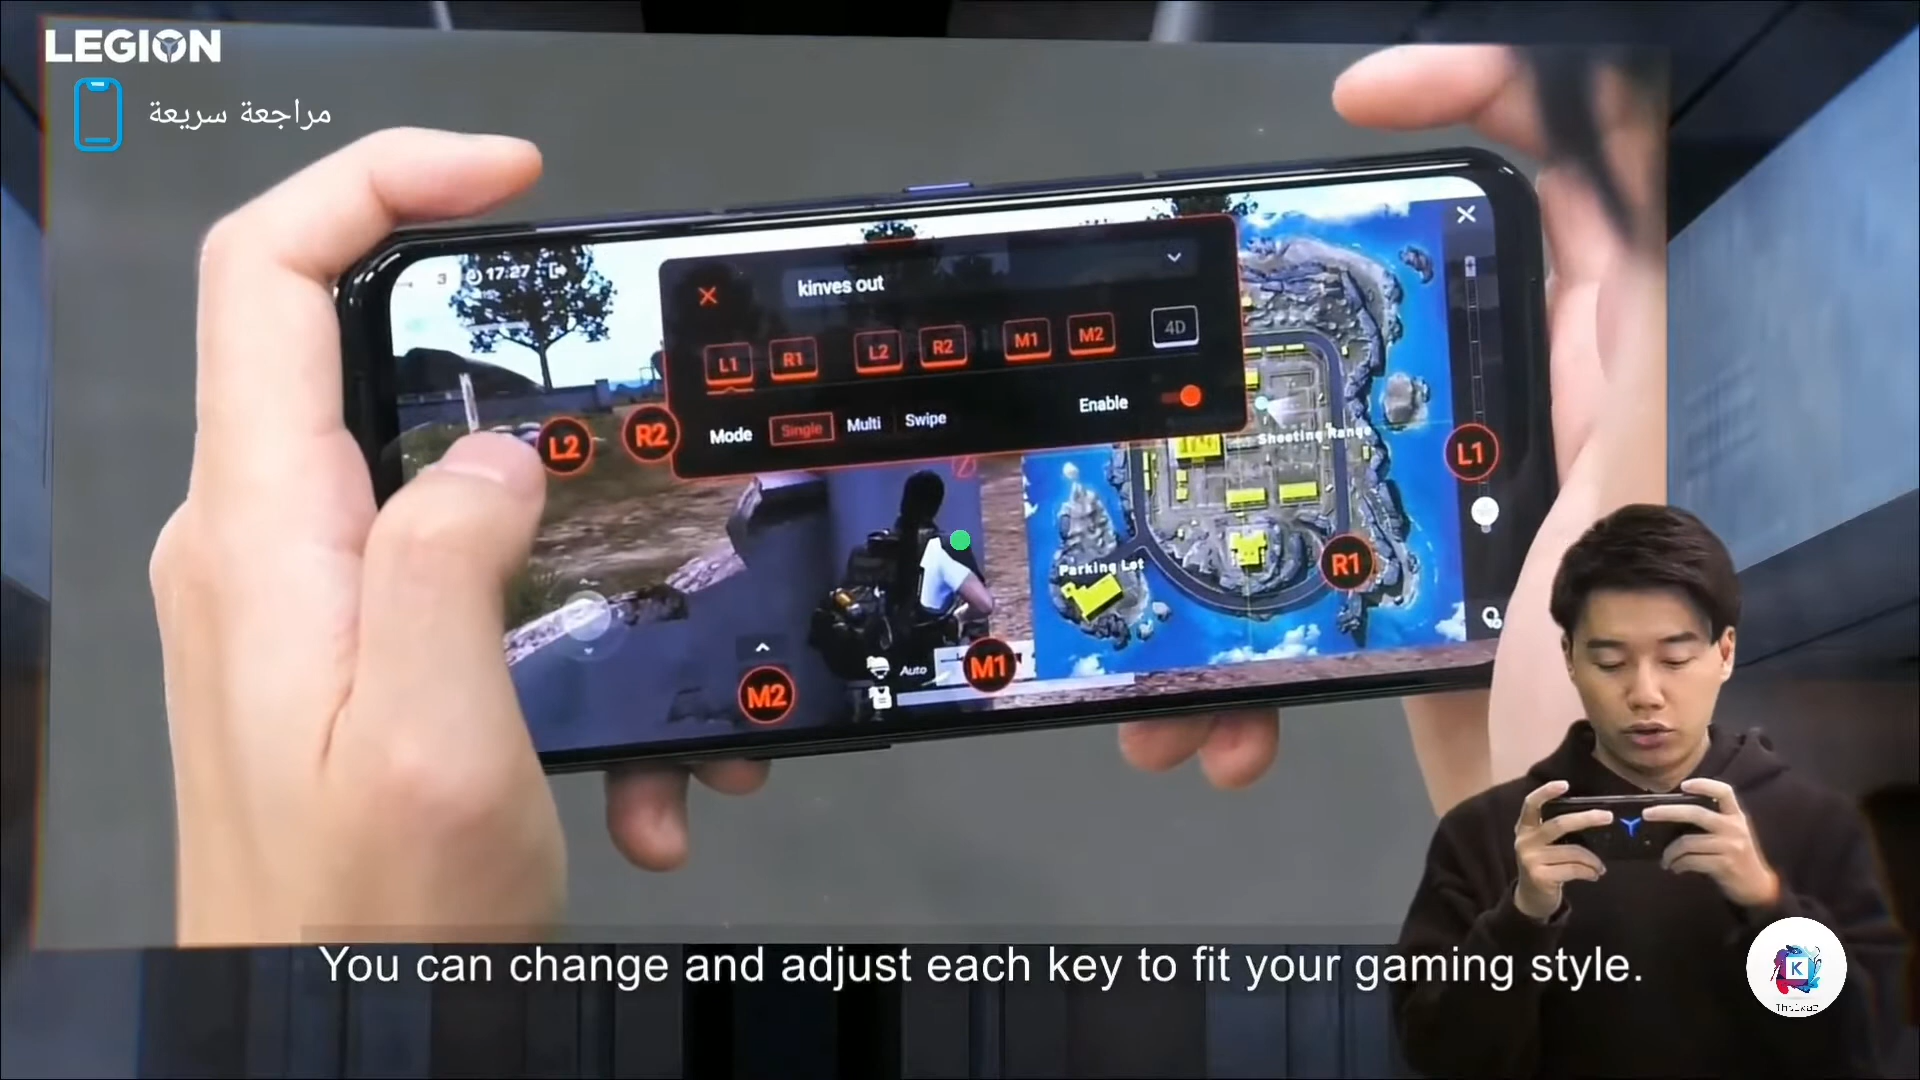 LEGION
مراجعة سريعة
3 17:27
kinves out
L1 R1 L2 R2 M1 M2 4D
Mode Single Multi Swipe Enable
L2 R2
L1
Shooting Range
R1
Parking Lot
Auto
M1
M2
You can change and adjust each key to fit your gaming style.
K